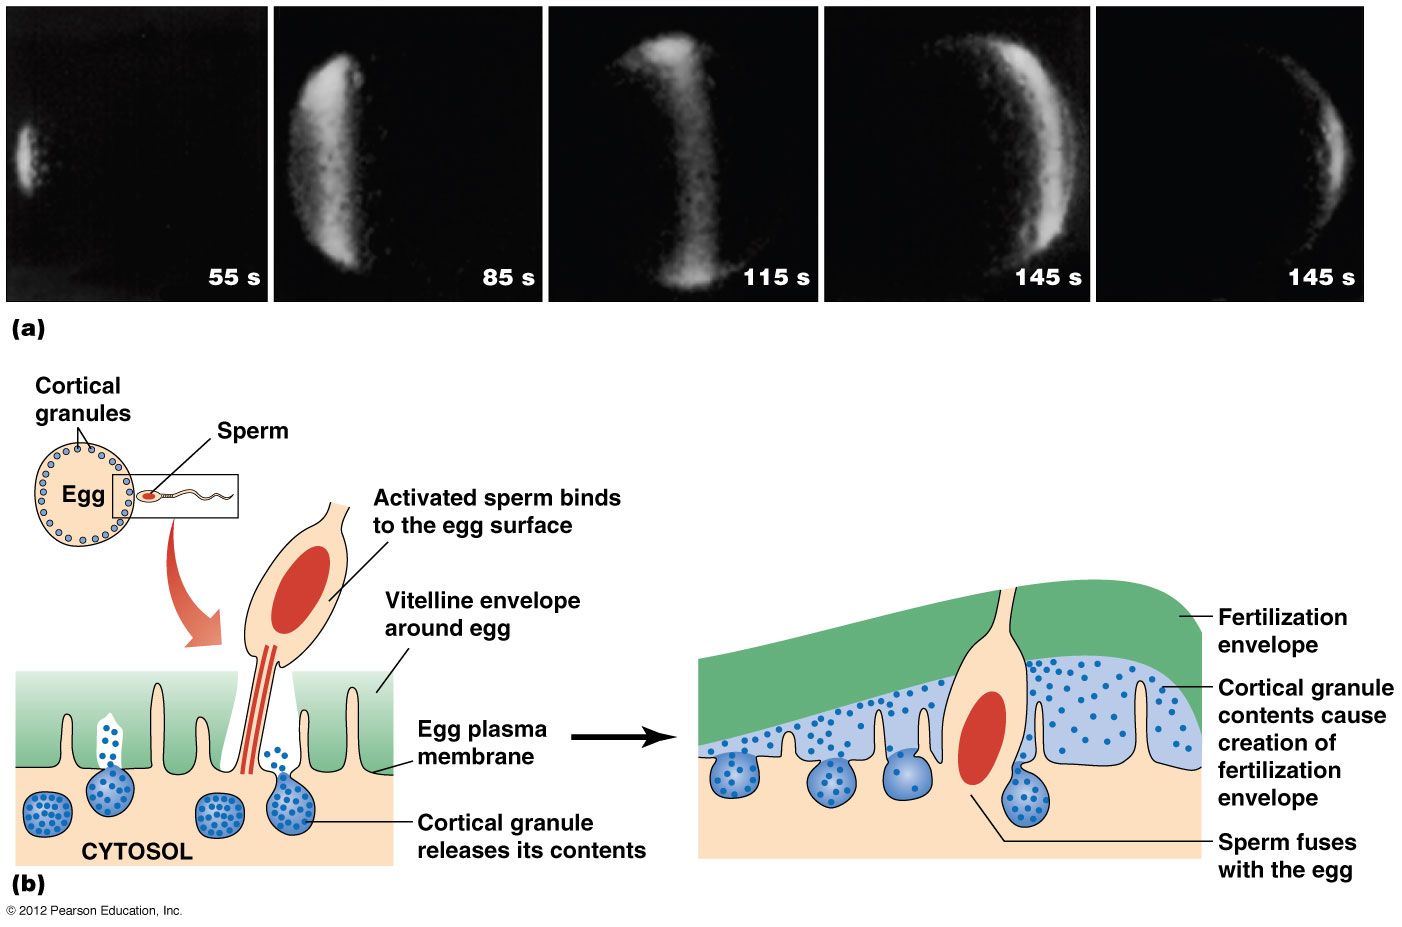 55 s
85 s
115 s
145 s
145 s
(a)
Cortical
granules
Sperm
Egg
Activated sperm binds
to the egg surface
Vitelline envelope
around egg
Egg plasma
membrane
Cortical granule
releases its contents
CYTOSOL
Fertilization
envelope
Cortical granule
contents cause
creation of
fertilization
envelope
Sperm fuses
with the egg
(b)
© 2012 Pearson Education, Inc.